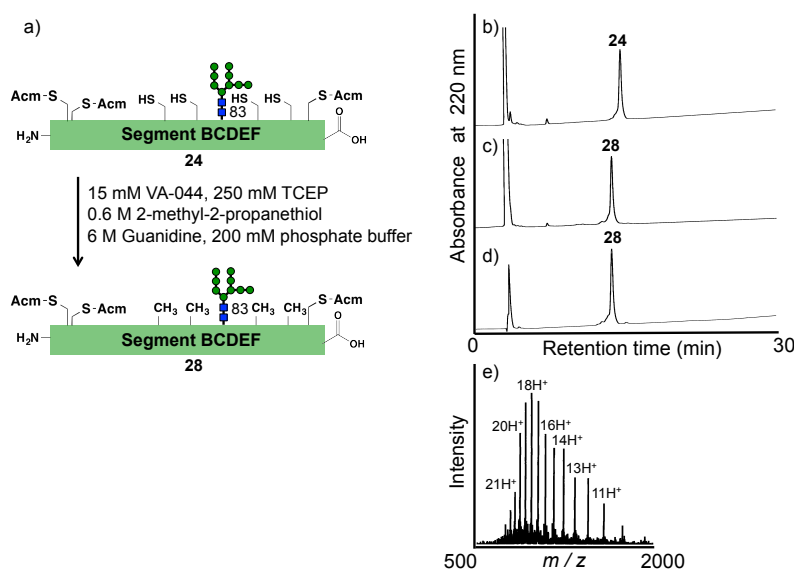 a)
Acm-S
S-Acm
HS
HS
HS
HS
S-Acm
83
H₂N
Segment BCDEF
O
OH
24
15 mM VA-044, 250 mM TCEP
0.6 M 2-methyl-2-propanethiol
6 M Guanidine, 200 mM phosphate buffer
Acm-S
S-Acm
CH₃
CH₃
83
CH₃
CH₃
S-Acm
H₂N
Segment BCDEF
O
OH
28
b)
24
c)
28
d)
28
Absorbance at 220 nm
0
Retention time (min)
30
e)
18H⁺
20H⁺
16H⁺
14H⁺
13H⁺
21H⁺
11H⁺
Intensity
500
m / z
2000